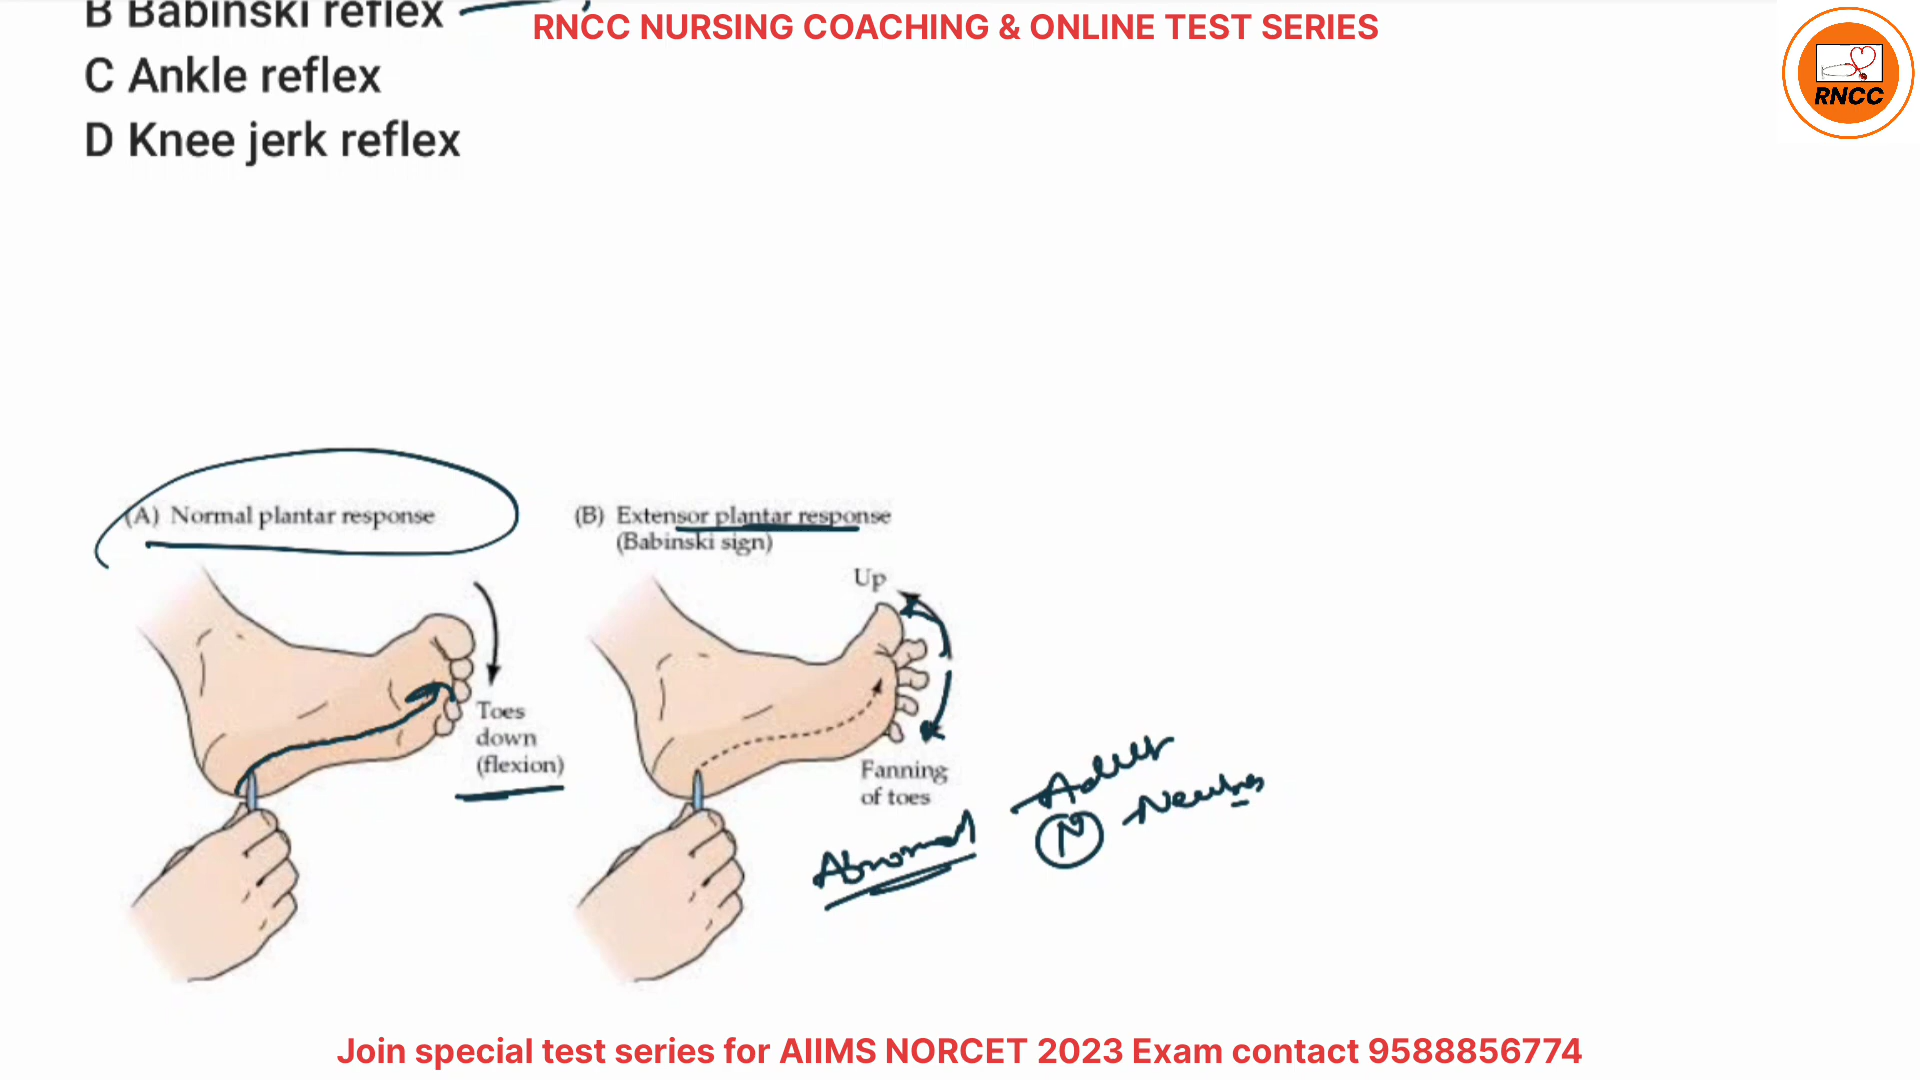 B Babinski reflex
RNCC NURSING COACHING & ONLINE TEST SERIES
C Ankle reflex
D Knee jerk reflex
RNCC
(A) Normal plantar response
(B) Extensor plantar response
(Babinski sign)
Up
Toes
down
(flexion)
Fanning
of toes
Adult
N
Abnormal
Join special test series for AIIMS NORCET 2023 Exam contact 9588856774